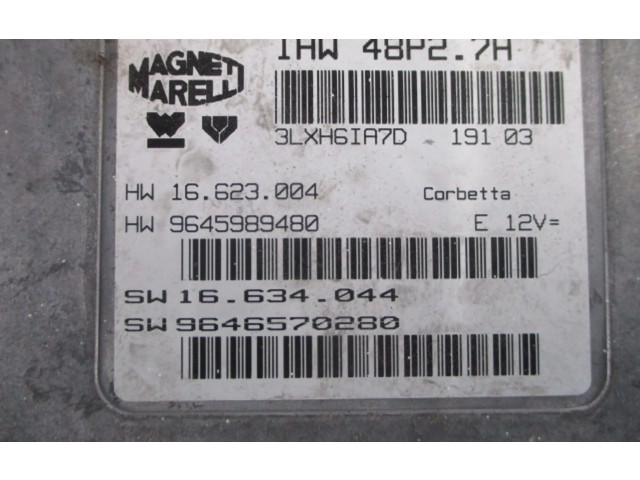 MAGNETI
MARELLI
IAW 48P2.7A
3LXH6IA7D 191 03
HW 16.623.004 Corbetta
HW 9645989480 E 12V=
SW 16.634.044
SW 9646570280